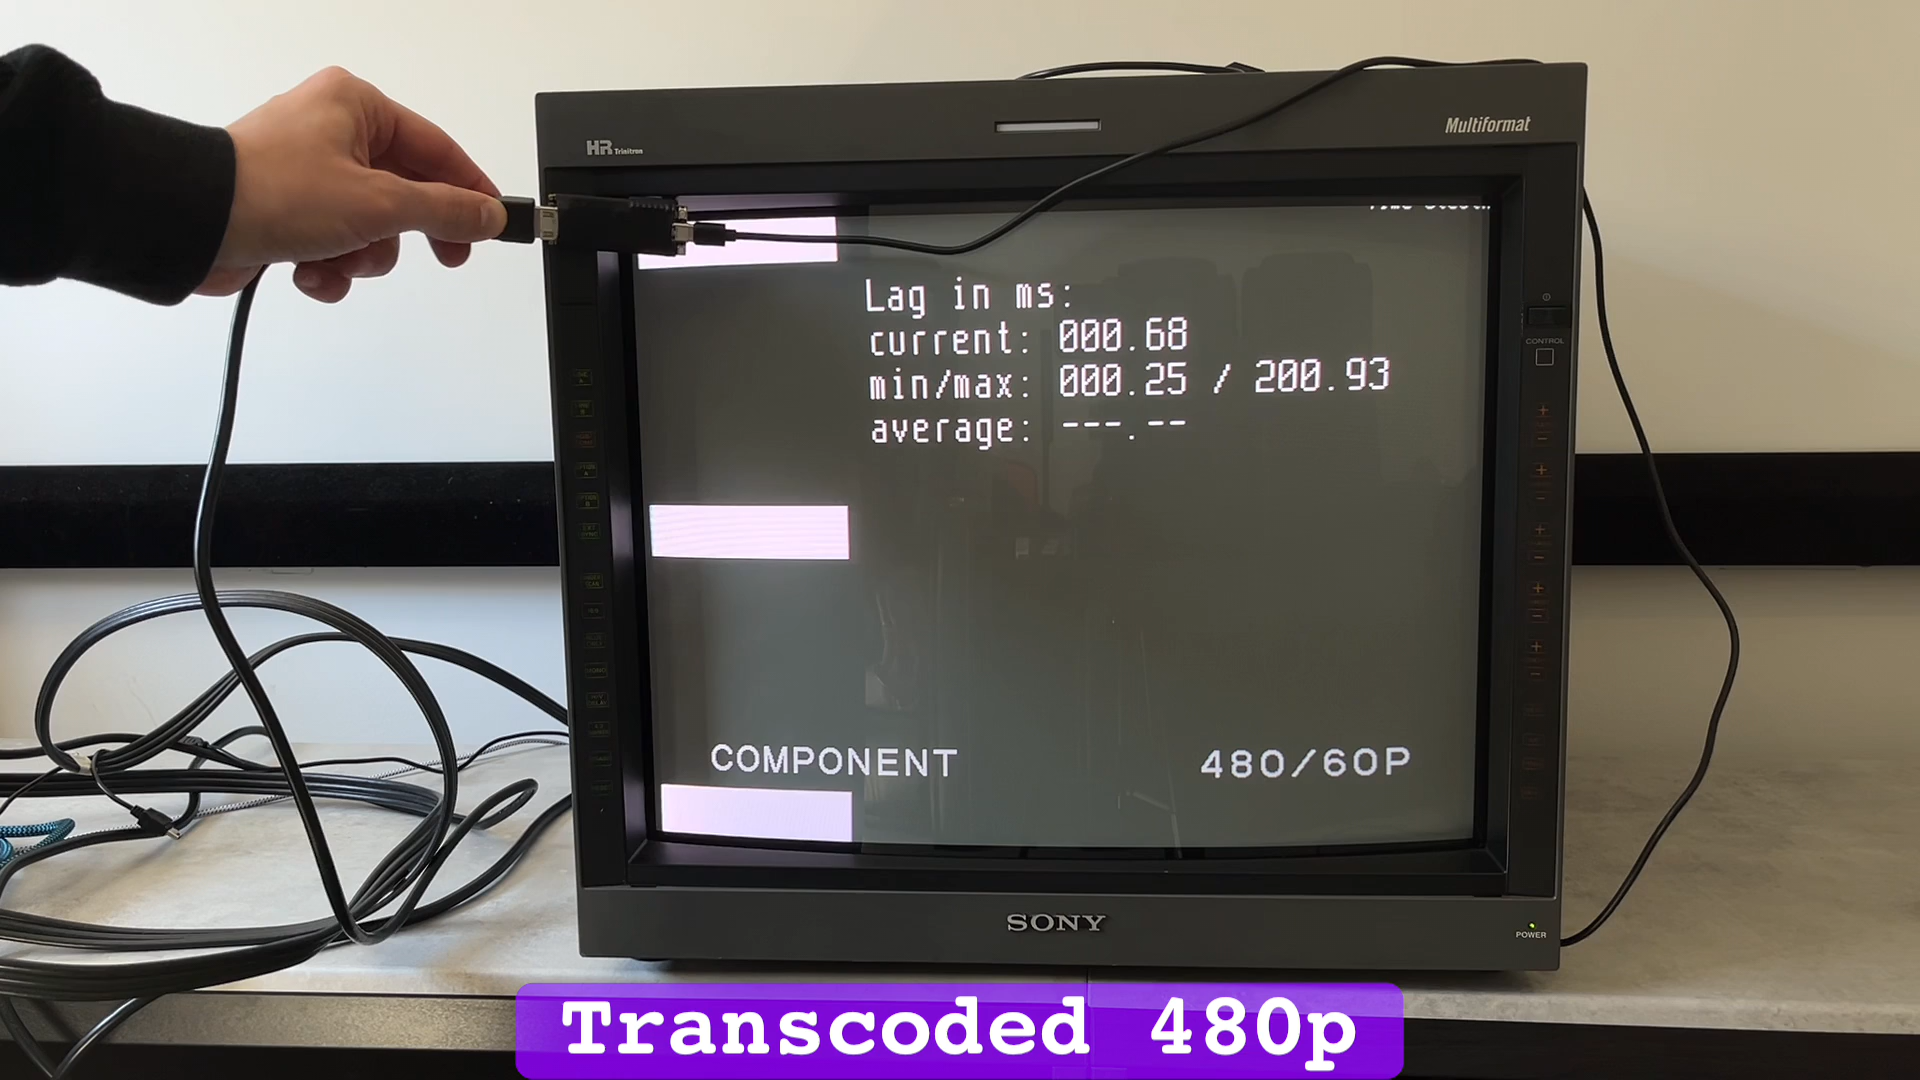 HR Trinitron
Multiformat
Lag in ms:
current: 000.68
min/max: 000.25 / 200.93
average: ---.--
CONTROL
COMPONENT
480/60P
SONY
POWER
Transcoded 480p